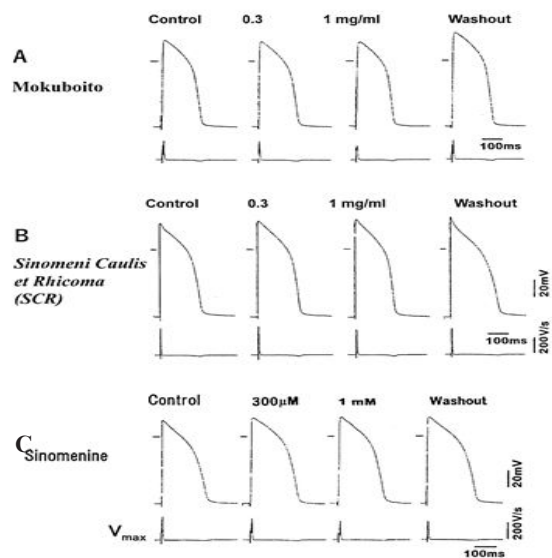 Control 0.3 1 mg/ml Washout
A
Mokuboito
100ms
Control 0.3 1 mg/ml Washout
B
Sinomeni Caulis
et Rhicoma
(SCR)
20mV
100ms
200V/s
Control 300μM 1 mM Washout
C
Sinomenine
20mV
Vmax
200V/s
100ms